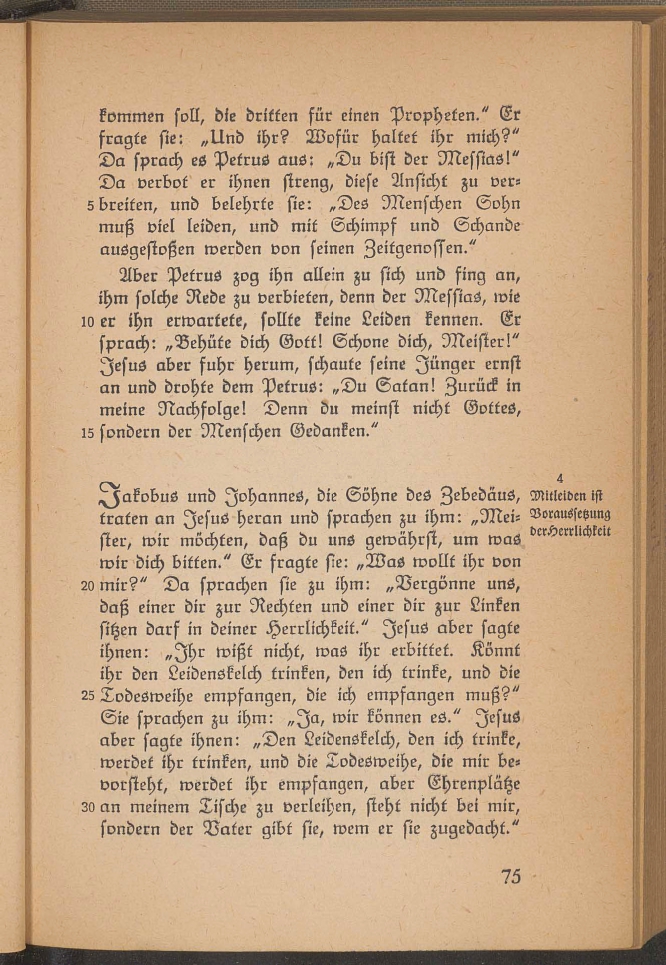 kommen soll, die dritten für einen Propheten.“ Er
fragte sie: „Und ihr? Wofür haltet ihr mich?“
Da sprach es Petrus aus: „Du bist der Messias!“
Da verbot er ihnen streng, diese Ansicht zu ver-
5 breiten, und belehrte sie: „Des Menschen Sohn
muß viel leiden, und mit Schimpf und Schande
ausgestoßen werden von seinen Zeitgenossen.“
Aber Petrus zog ihn allein zu sich und fing an,
ihm solche Rede zu verbieten, denn der Messias, wie
10 er ihn erwartete, sollte keine Leiden kennen. Er
sprach: „Behüte dich Gott! Schone dich, Meister!“
Jesus aber fuhr herum, schaute seine Jünger ernst
an und drohte dem Petrus: „Du Satan! Zurück in
meine Nachfolge! Denn du meinst nicht Gottes,
15 sondern der Menschen Gedanken.“
4
Mitleiden ist
Voraussetzung
der Herrlichkeit
Jakobus und Johannes, die Söhne des Zebedäus,
traten an Jesus heran und sprachen zu ihm: „Mei-
ster, wir möchten, daß du uns gewährst, um was
wir dich bitten.“ Er fragte sie: „Was wollt ihr von
20 mir?“ Da sprachen sie zu ihm: „Vergönne uns,
daß einer dir zur Rechten und einer dir zur Linken
sitzen darf in deiner Herrlichkeit.“ Jesus aber sagte
ihnen: „Ihr wißt nicht, was ihr erbittet. Könnt
ihr den Leidenskelch trinken, den ich trinke, und die
25 Todesweihe empfangen, die ich empfangen muß?“
Sie sprachen zu ihm: „Ja, wir können es.“ Jesus
aber sagte ihnen: „Den Leidenskelch, den ich trinke,
werdet ihr trinken, und die Todesweihe, die mir be-
vorsteht, werdet ihr empfangen, aber Ehrenplätze
30 an meinem Tische zu verleihen, steht nicht bei mir,
sondern der Vater gibt sie, wem er sie zugedacht.“
75